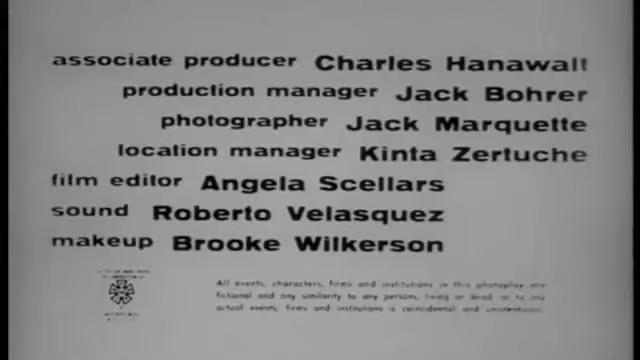 associate producer Charles Hanawalt
production manager Jack Bohrer
photographer Jack Marquette
location manager Kinta Zertuche
film editor Angela Scellars
sound Roberto Velasquez
makeup Brooke Wilkerson
All events, characters, firms and institutions in this photoplay are
fictional and any similarity to any persons, living or dead, or to any
actual events, firms and institutions is coincidental and unintentional.